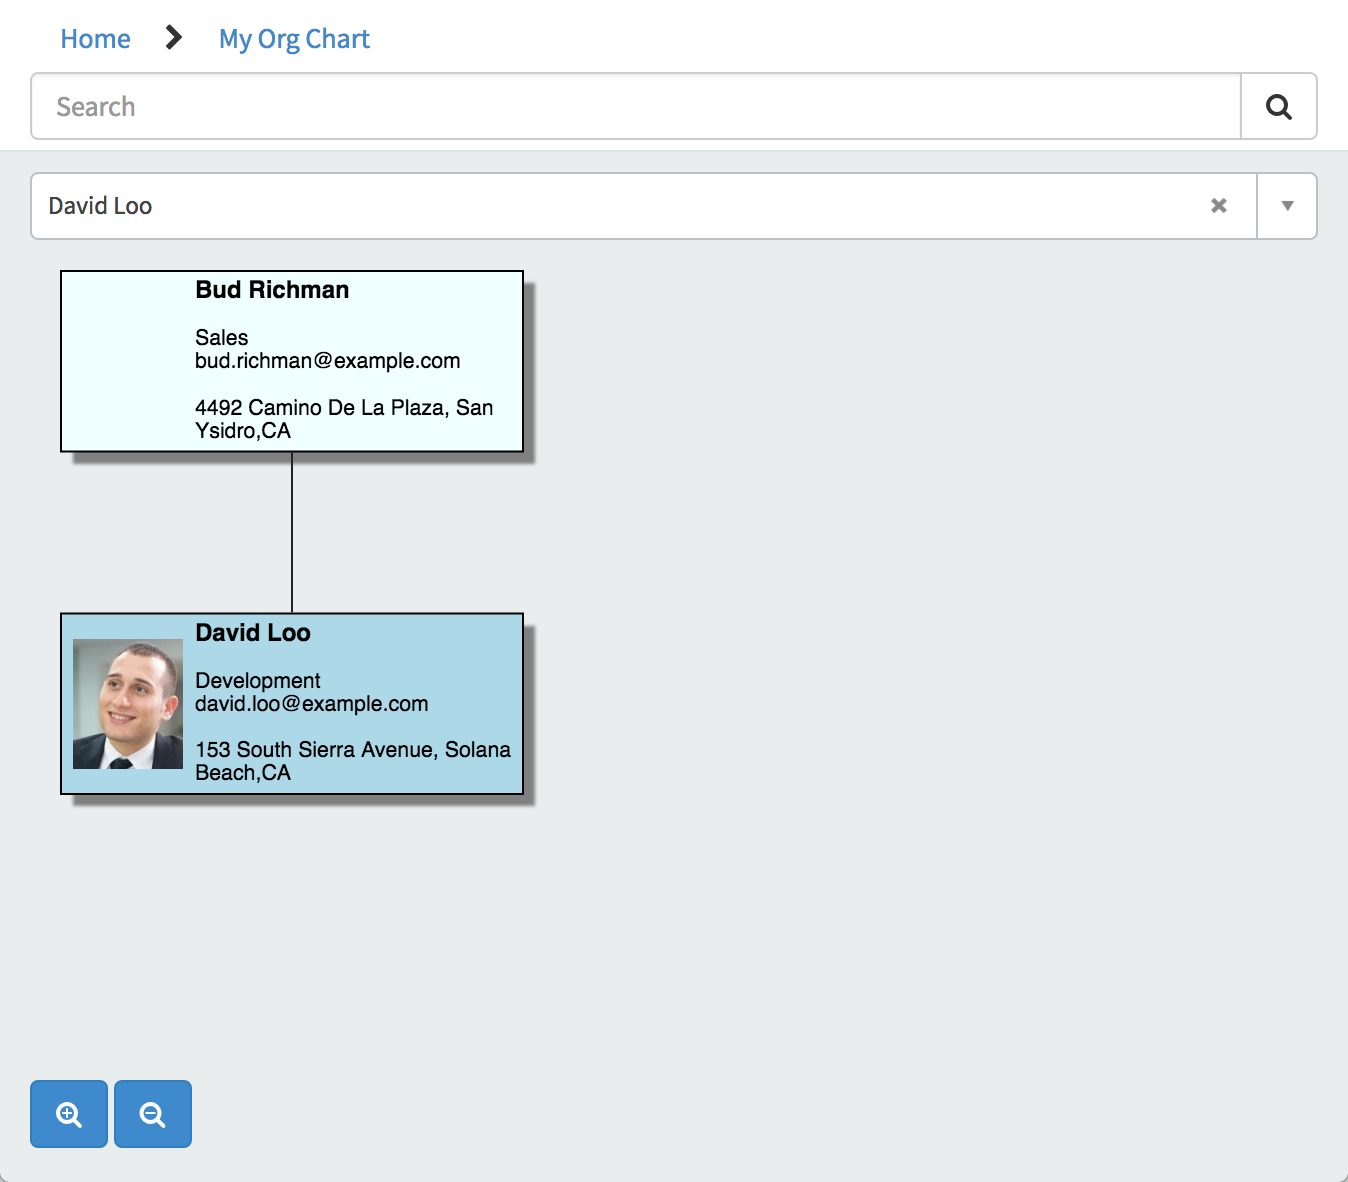 Home My Org Chart
Search
David Loo
Bud Richman
Sales
bud.richman@example.com
4492 Camino De La Plaza, San
Ysidro,CA
David Loo
Development
david.loo@example.com
153 South Sierra Avenue, Solana
Beach,CA